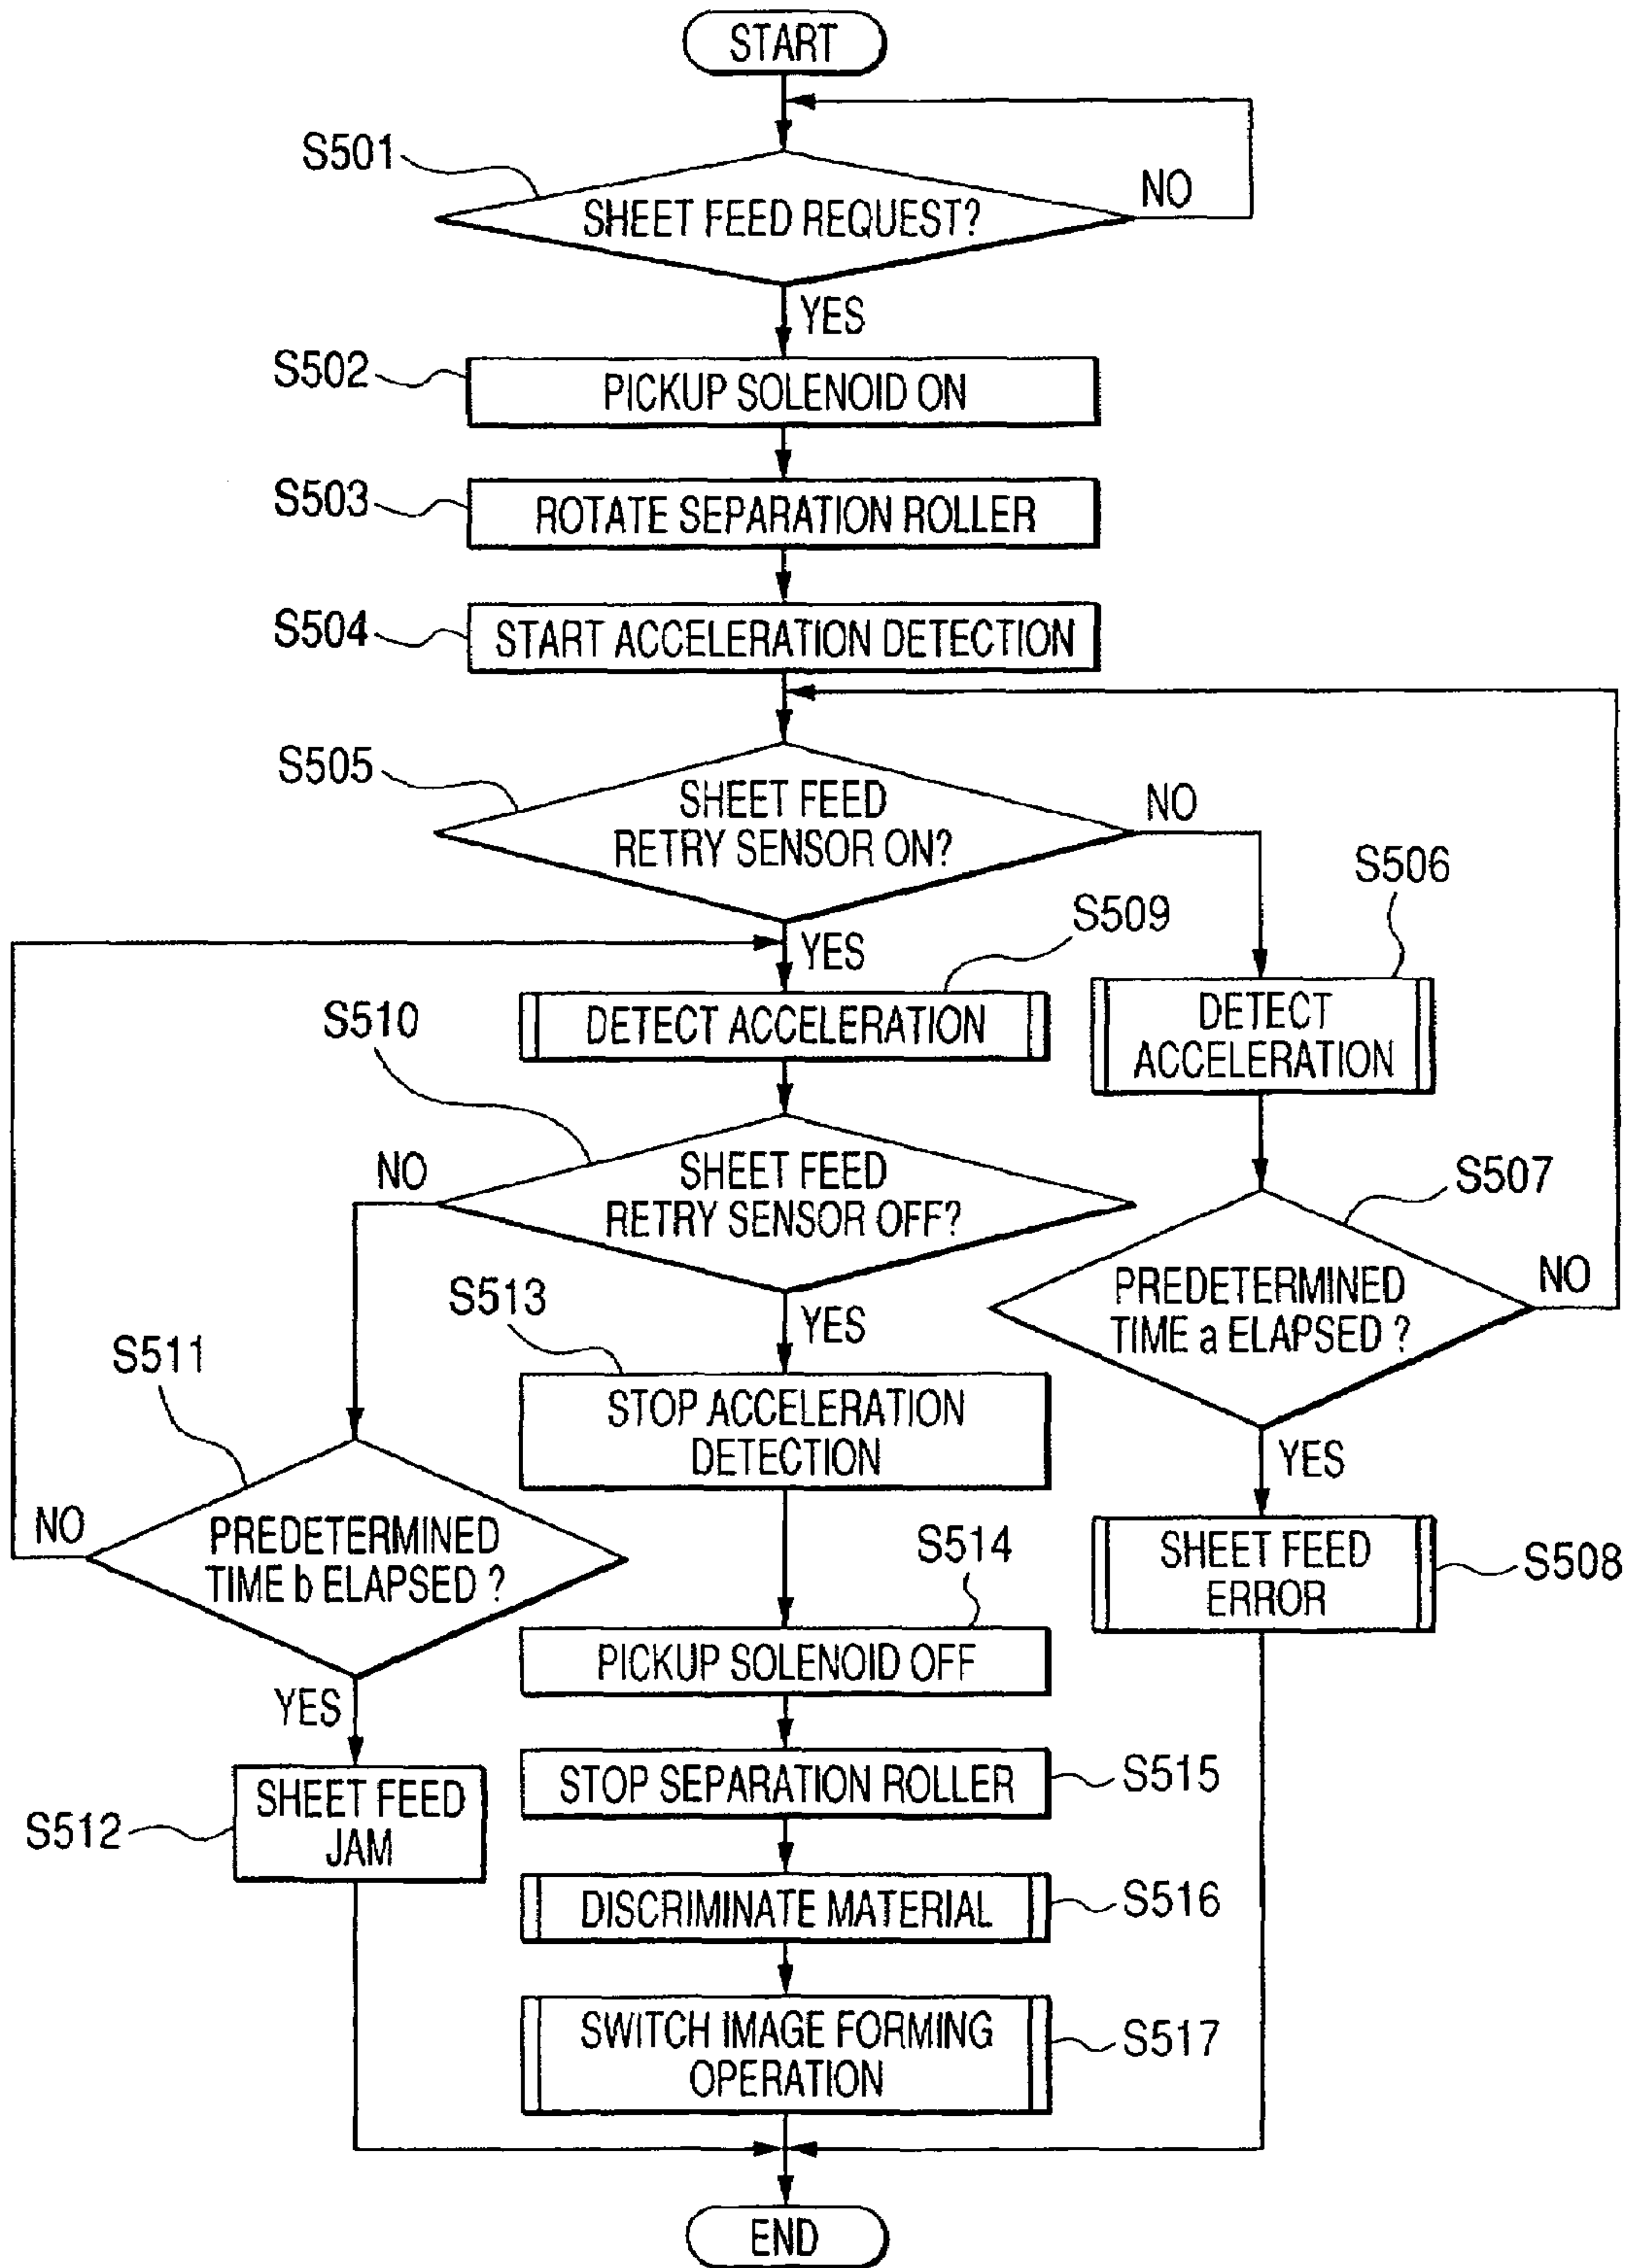 START
S501
SHEET FEED REQUEST?
NO
YES
S502
PICKUP SOLENOID ON
S503
ROTATE SEPARATION ROLLER
S504
START ACCELERATION DETECTION
S505
SHEET FEED
RETRY SENSOR ON?
NO
YES
S506
DETECT
ACCELERATION
S509
DETECT ACCELERATION
S510
SHEET FEED
RETRY SENSOR OFF?
NO
YES
S507
PREDETERMINED
TIME a ELAPSED ?
NO
YES
S513
STOP ACCELERATION
DETECTION
S511
PREDETERMINED
TIME b ELAPSED ?
NO
YES
S508
SHEET FEED
ERROR
S514
PICKUP SOLENOID OFF
S512
SHEET FEED
JAM
STOP SEPARATION ROLLER
S515
DISCRIMINATE MATERIAL
S516
SWITCH IMAGE FORMING
OPERATION
S517
END